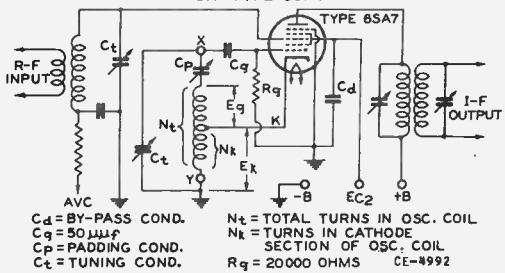 TYPE 6SA7
R-F
INPUT
Ct
X
Cg
Cp
Rg
Cd
Eg
Nt
Ct
Nk
K
Ek
Y
I-F
OUTPUT
AVC
-B
EC2
+B
Cd = BY-PASS COND.
Cg = 50 µµf
Cp = PADDING COND.
Ct = TUNING COND.
Nt = TOTAL TURNS IN OSC. COIL
Nk = TURNS IN CATHODE
SECTION OF OSC. COIL
Rg = 20000 OHMS
CE-4992